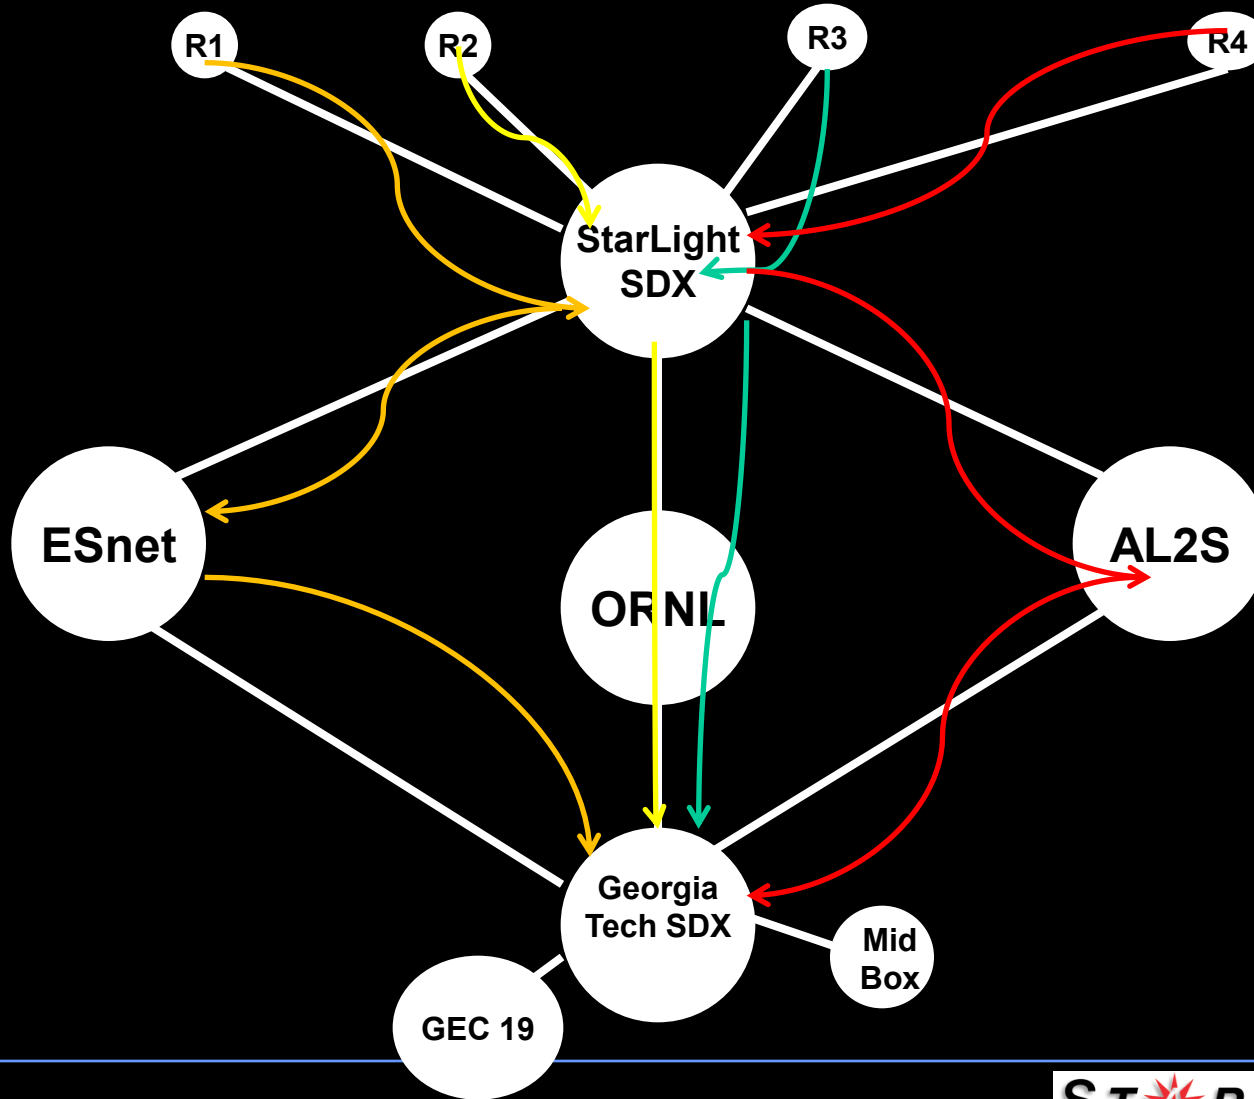 R1
R2
R3
R4
StarLight
SDX
ESnet
ORNL
AL2S
Georgia
Tech SDX
Mid
Box
GEC 19